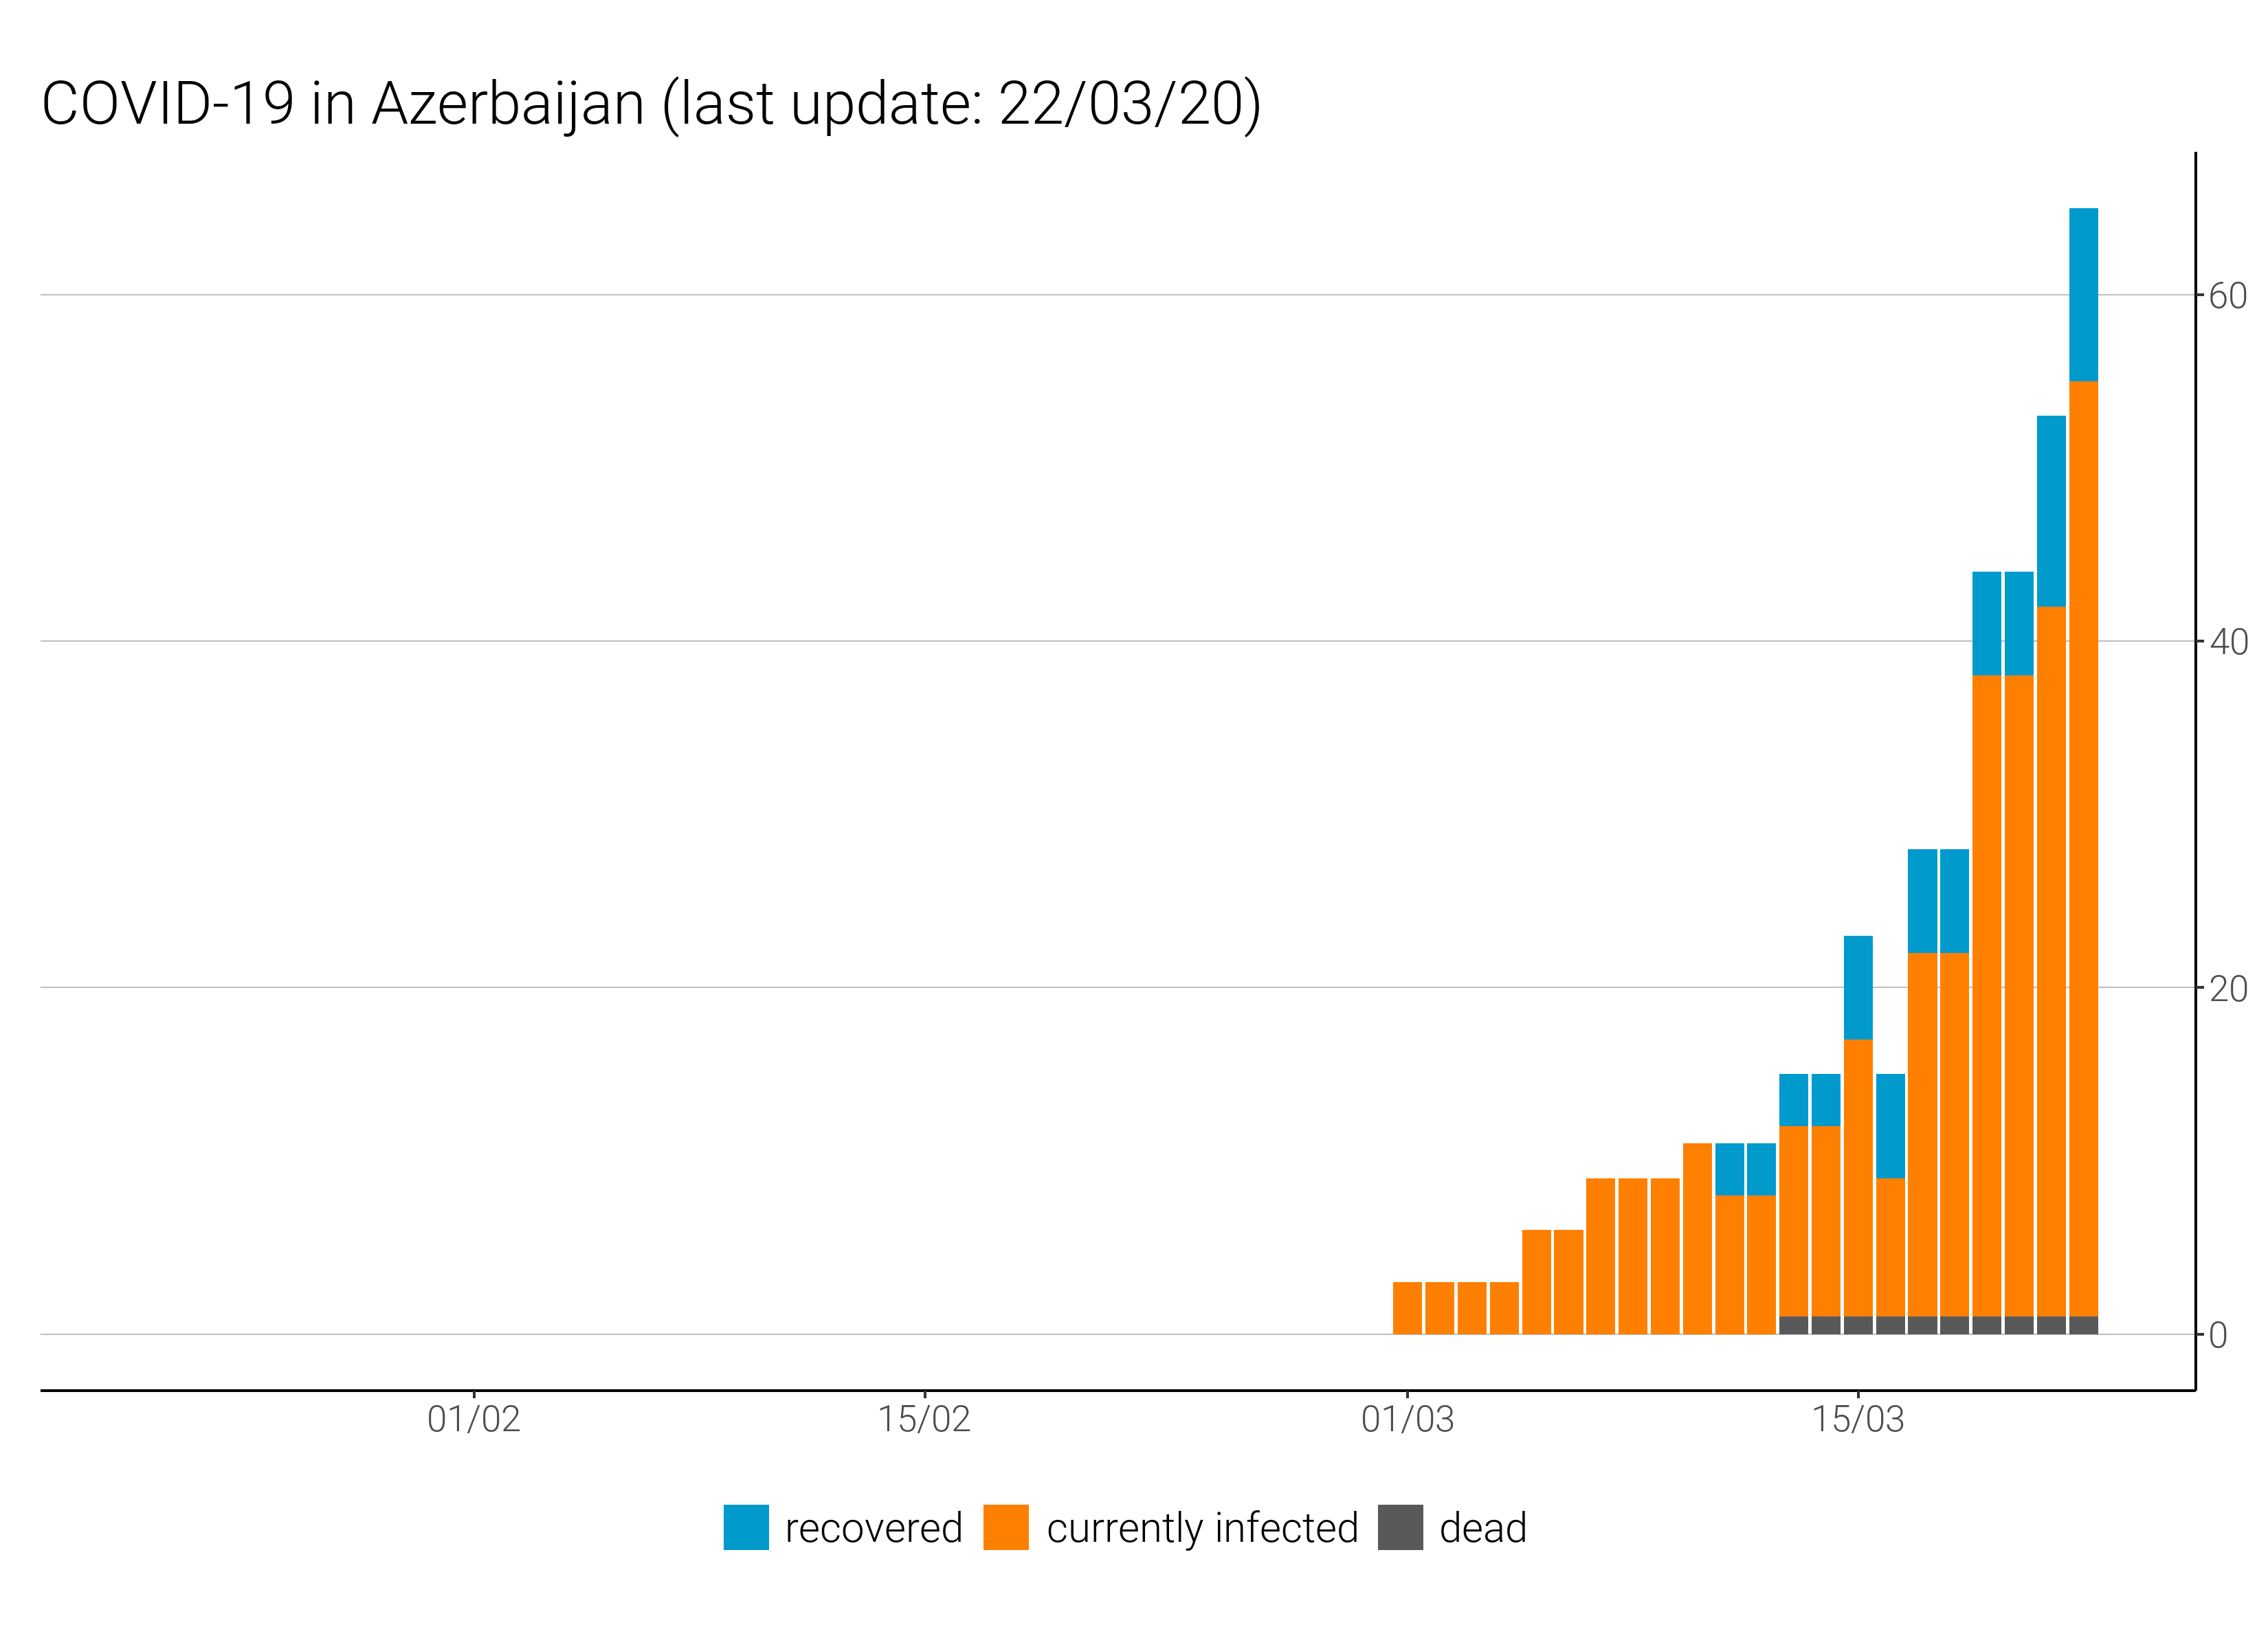 COVID-19 in Azerbaijan (last update: 22/03/20)
60
40
20
0
01/02 15/02 01/03 15/03
recovered currently infected dead